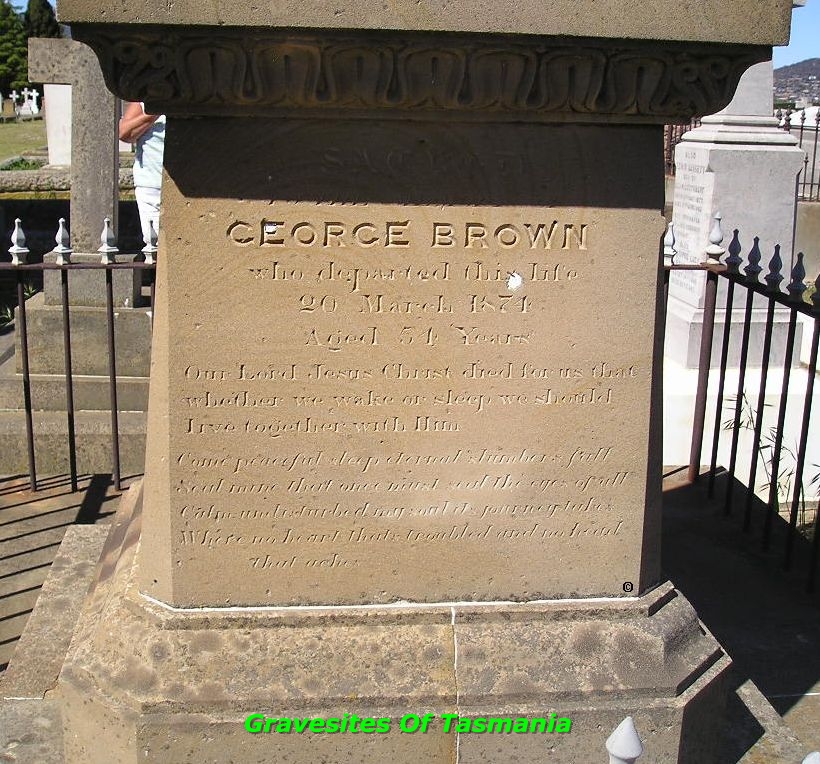 SACRED
GEORGE BROWN
who departed this life
20 March 1874
Aged 54 Years
Our Lord Jesus Christ died for us that
whether we wake or sleep we should
live together with Him
Come peaceful sleep eternal slumbers fall
Seal mine that once must seal the eyes of all
Calm undisturbed my soul its journey takes
Where no heart thats troubled and no head
that aches
©
Gravesites Of Tasmania